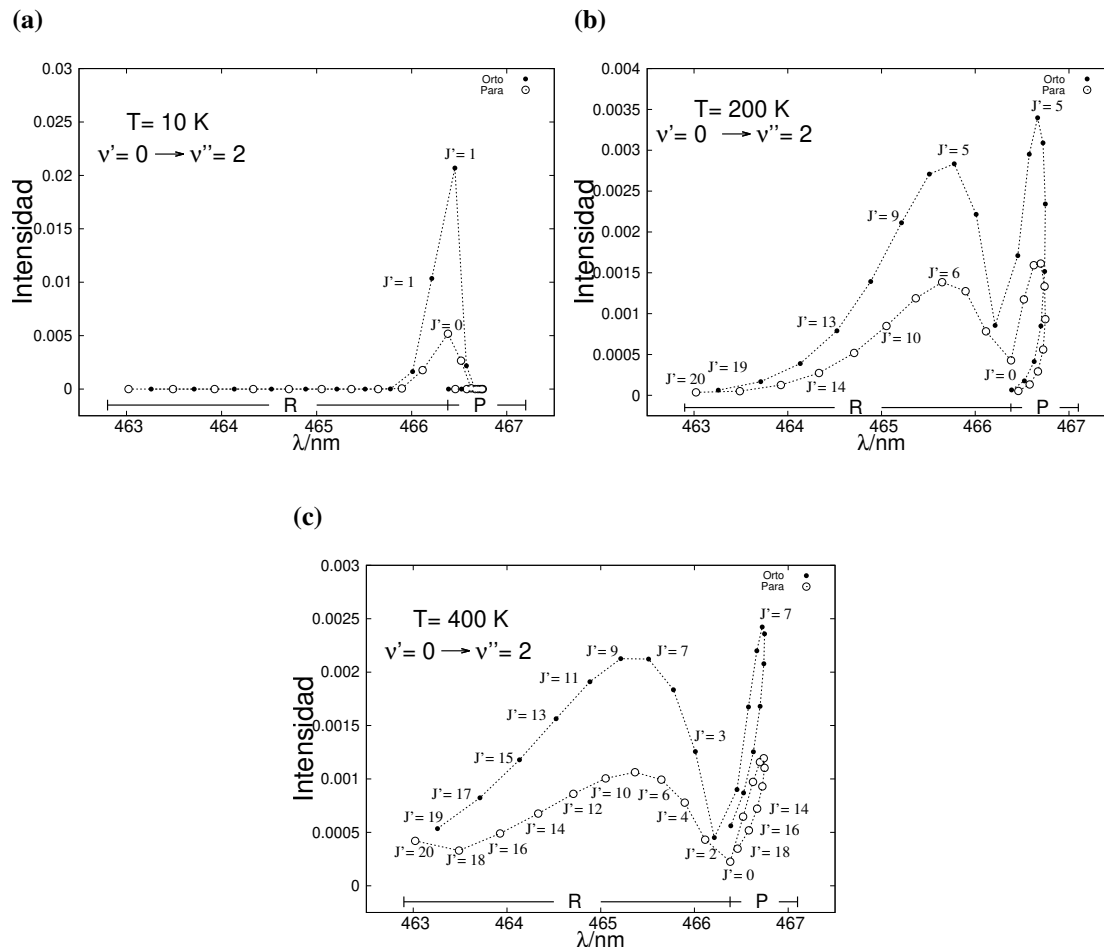 (a)
0.03
0.025
0.02
0.015
0.01
0.005
0
Intensidad
Orto
Para
T= 10 K
ν'= 0 → ν''= 2
J'= 1
J'= 1
J'= 0
R
P
463
464
465
466
467
λ/nm
(b)
0.004
0.0035
0.003
0.0025
0.002
0.0015
0.001
0.0005
0
Intensidad
Orto
Para
T= 200 K
ν'= 0 → ν''= 2
J'= 5
J'= 5
J'= 9
J'= 6
J'= 13
J'= 10
J'= 19
J'= 14
J'= 20
J'= 0
R
P
463
464
465
466
467
λ/nm
(c)
0.003
0.0025
0.002
0.0015
0.001
0.0005
0
Intensidad
Orto
Para
T= 400 K
ν'= 0 → ν''= 2
J'= 7
J'= 9
J'= 7
J'= 11
J'= 13
J'= 3
J'= 15
J'= 17
J'= 10
J'= 6
J'= 19
J'= 12
J'= 4
J'= 14
J'= 14
J'= 16
J'= 16
J'= 20
J'= 18
J'= 2
J'= 18
J'= 0
R
P
463
464
465
466
467
λ/nm